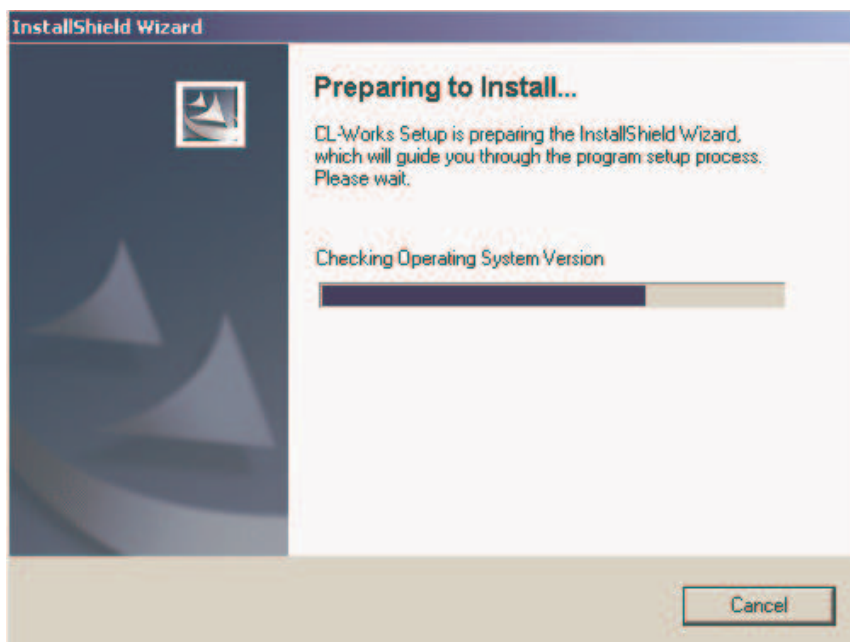 InstallShield Wizard
Preparing to Install...
CL-Works Setup is preparing the InstallShield Wizard,
which will guide you through the program setup process.
Please wait.
Checking Operating System Version
Cancel